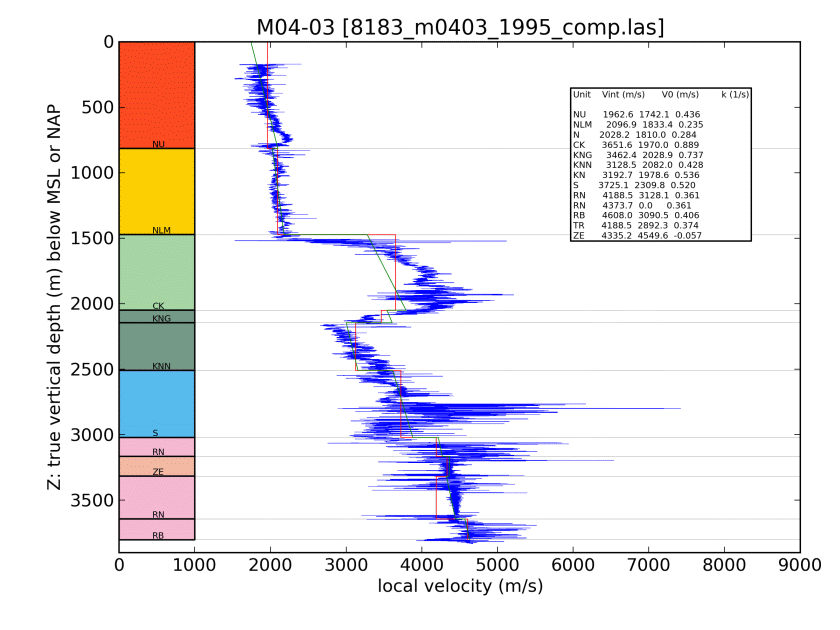 M04-03 [8183_m0403_1995_comp.las]
Z: true vertical depth (m) below MSL or NAP
0
500
1000
1500
2000
2500
3000
3500
NU
NLM
CK
KNG
KNN
S
RN
ZE
RN
RB
Unit Vint (m/s) V0 (m/s) k (1/s)
NU 1962.6 1742.1 0.436
NLM 2096.9 1833.4 0.235
N 2028.2 1810.0 0.284
CK 3651.6 1970.0 0.889
KNG 3462.4 2028.9 0.737
KNN 3128.5 2082.0 0.428
KN 3192.7 1978.6 0.536
S 3725.1 2309.8 0.520
RN 4188.5 3128.1 0.361
RN 4373.7 0.0 0.361
RB 4608.0 3090.5 0.406
TR 4188.5 2892.3 0.374
ZE 4335.2 4549.6 -0.057
0 1000 2000 3000 4000 5000 6000 7000 8000 9000
local velocity (m/s)